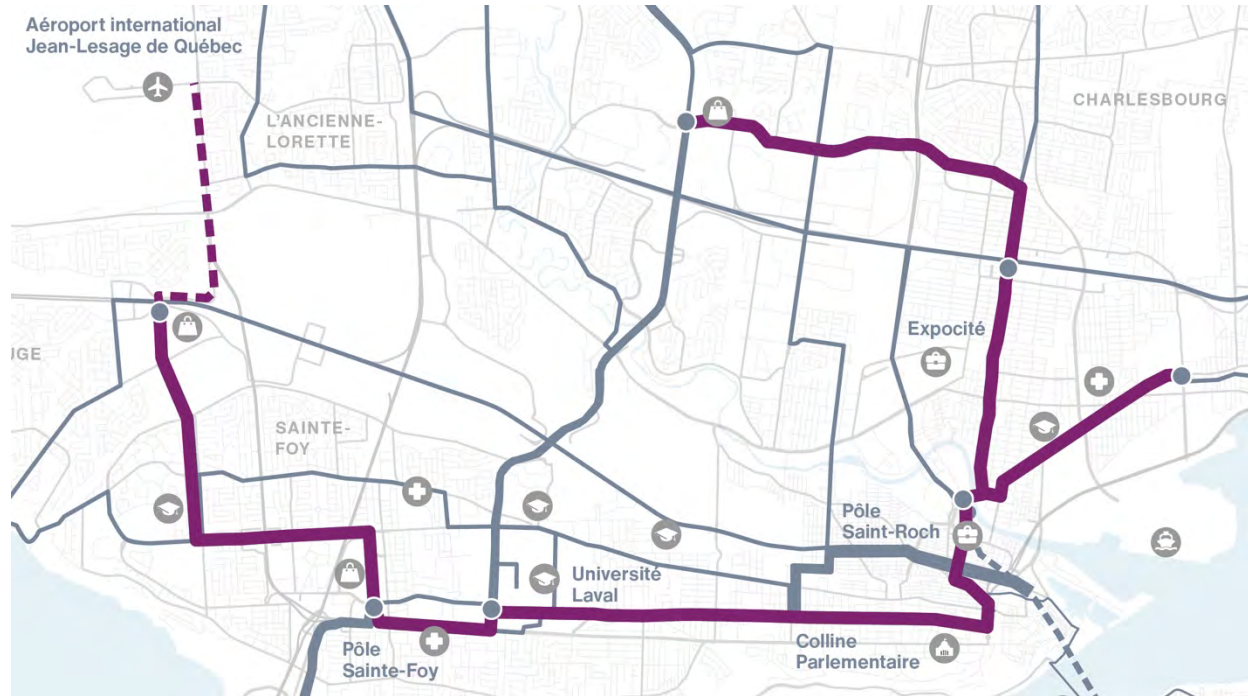 Aéroport international
Jean-Lesage de Québec
CHARLESBOURG
L'ANCIENNE-
LORETTE
Expocité
UGE
SAINTE-
FOY
Pôle
Saint-Roch
Université
Laval
Pôle
Sainte-Foy
Colline
Parlementaire